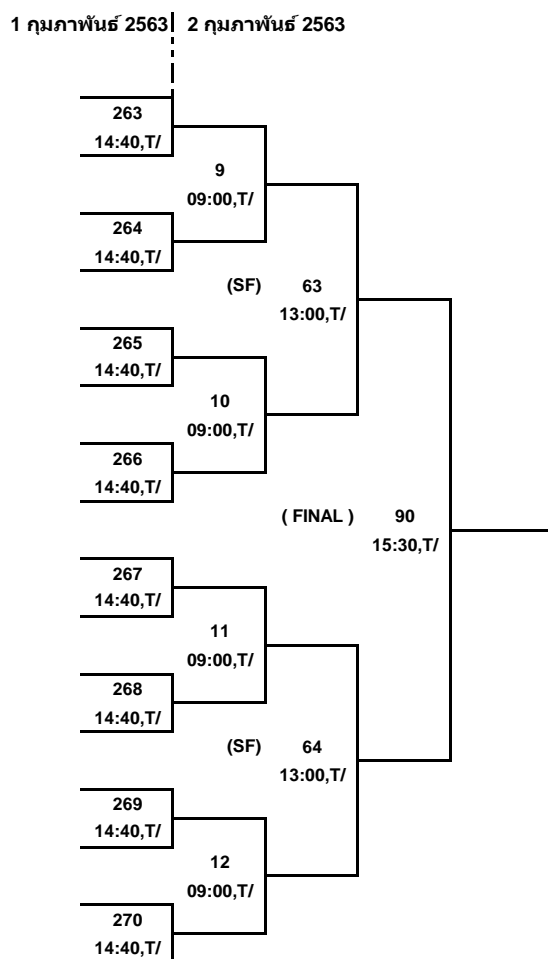 1 กุมภาพันธ์ 2563 2 กุมภาพันธ์ 2563
263
14:40,T/
9
09:00,T/
264
14:40,T/
(SF) 63
13:00,T/
265
14:40,T/
10
09:00,T/
266
14:40,T/
( FINAL ) 90
15:30,T/
267
14:40,T/
11
09:00,T/
268
14:40,T/
(SF) 64
13:00,T/
269
14:40,T/
12
09:00,T/
270
14:40,T/